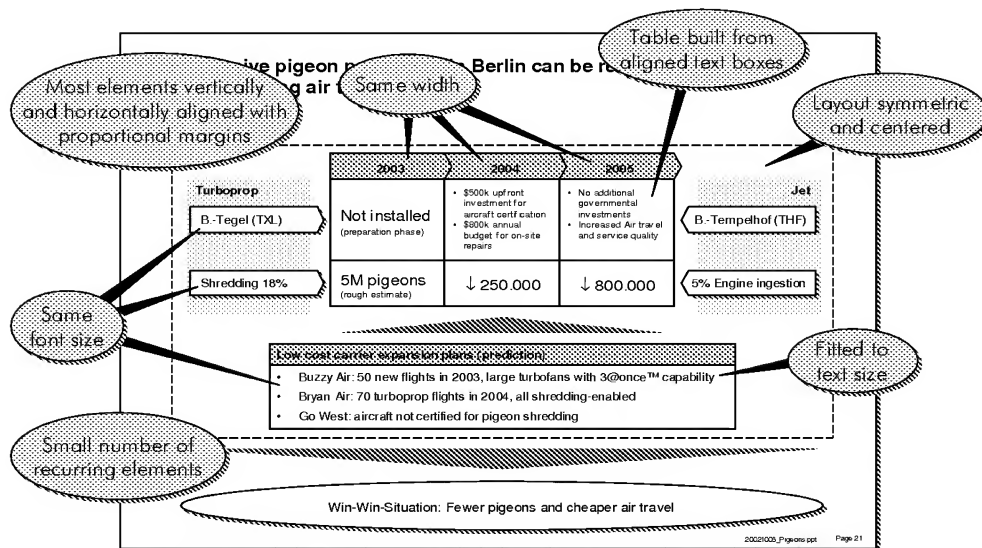 Table built from
aligned text boxes
ive pigeon p Berlin can be re
g air t
Most elements vertically
and horizontally aligned with
proportional margins
Same width
Layout symmetric
and centered
2003 2004 2005
Turboprop
Jet
B.-Tegel (TXL)
Not installed
(preparation phase)
• $500k upfront
investment for
aircraft certification
• $800k annual
budget for on-site
repairs
• No additional
governmental
investments
• Increased Air travel
and service quality
B.-Tempelhof (THF)
Shredding 18%
5M pigeons
(rough estimate)
↓ 250.000
↓ 800.000
5% Engine ingestion
Same
font size
Low cost carrier expansion plans (prediction)
• Buzzy Air: 50 new flights in 2003, large turbofans with 3@once™ capability
• Bryan Air: 70 turboprop flights in 2004, all shredding-enabled
• Go West: aircraft not certified for pigeon shredding
Fitted to
text size
Small number of
recurring elements
Win-Win-Situation: Fewer pigeons and cheaper air travel
20021003_Pigeons.ppt Page 21